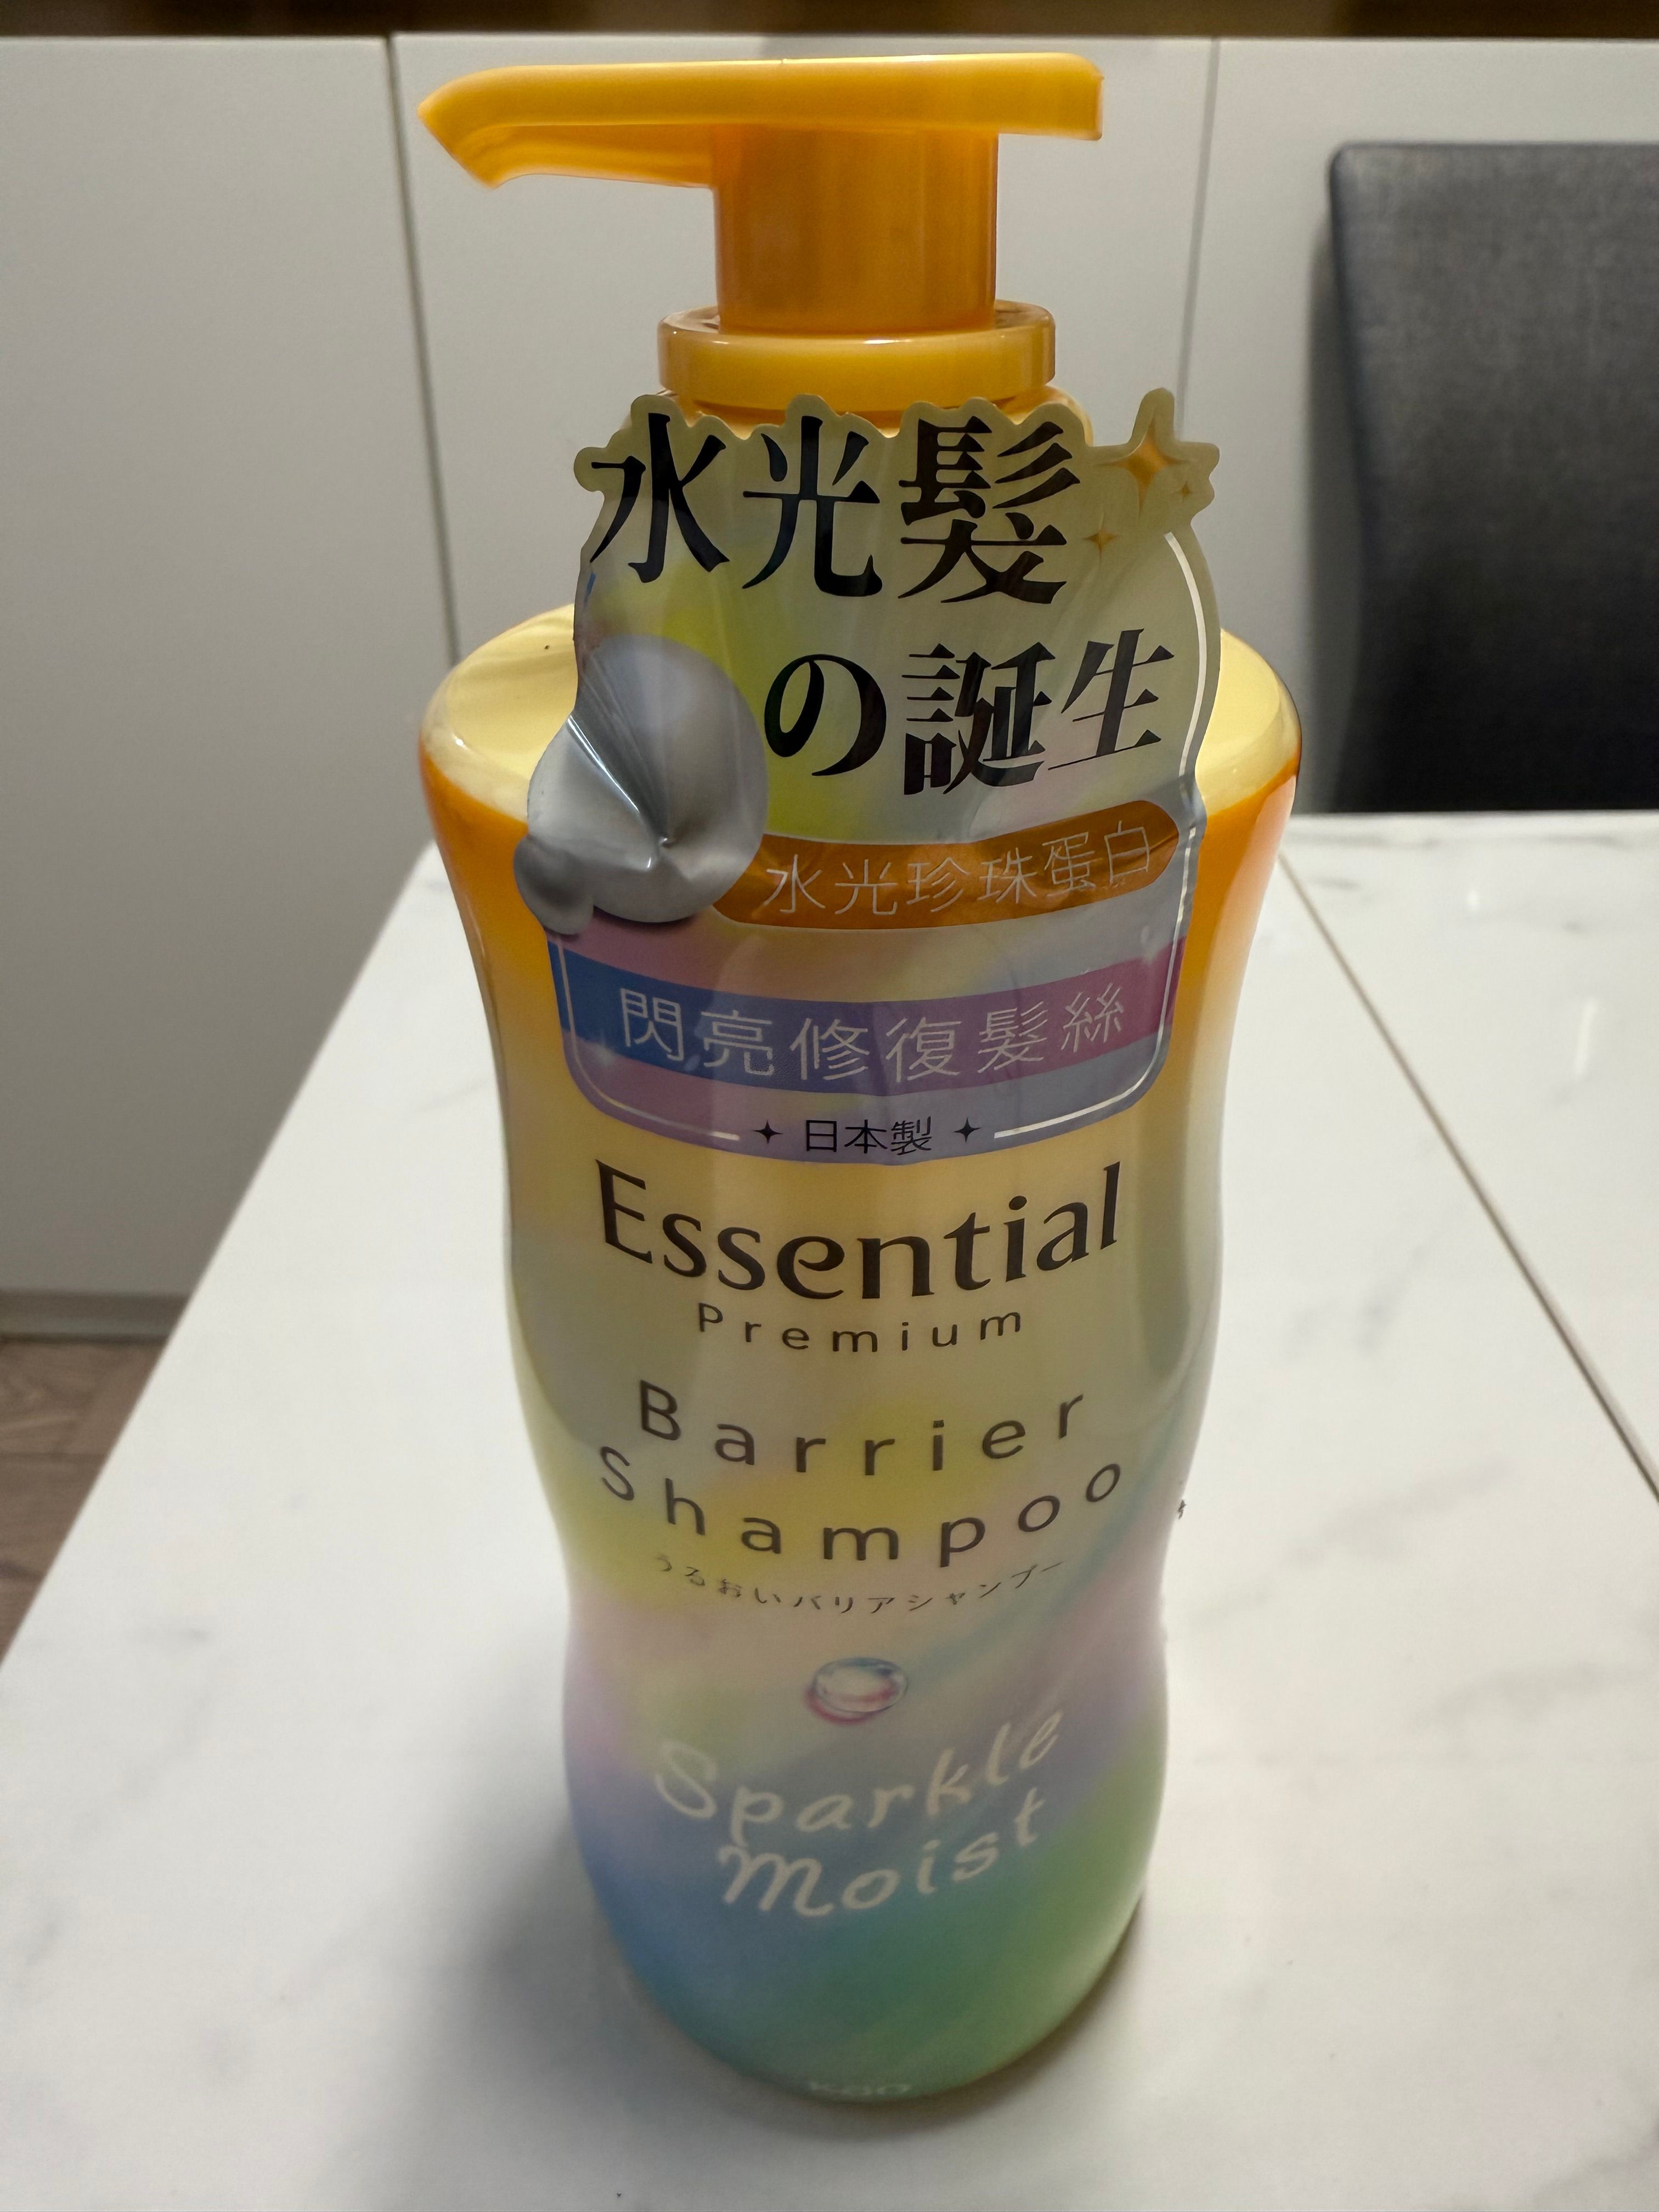 水光髮
の誕生
水光珍珠蛋白
閃亮修復髮絲
日本製
Essential
Premium
Barrier
Shampoo
うるおいバリアシャンプー
Sparkle
Moist
Kao